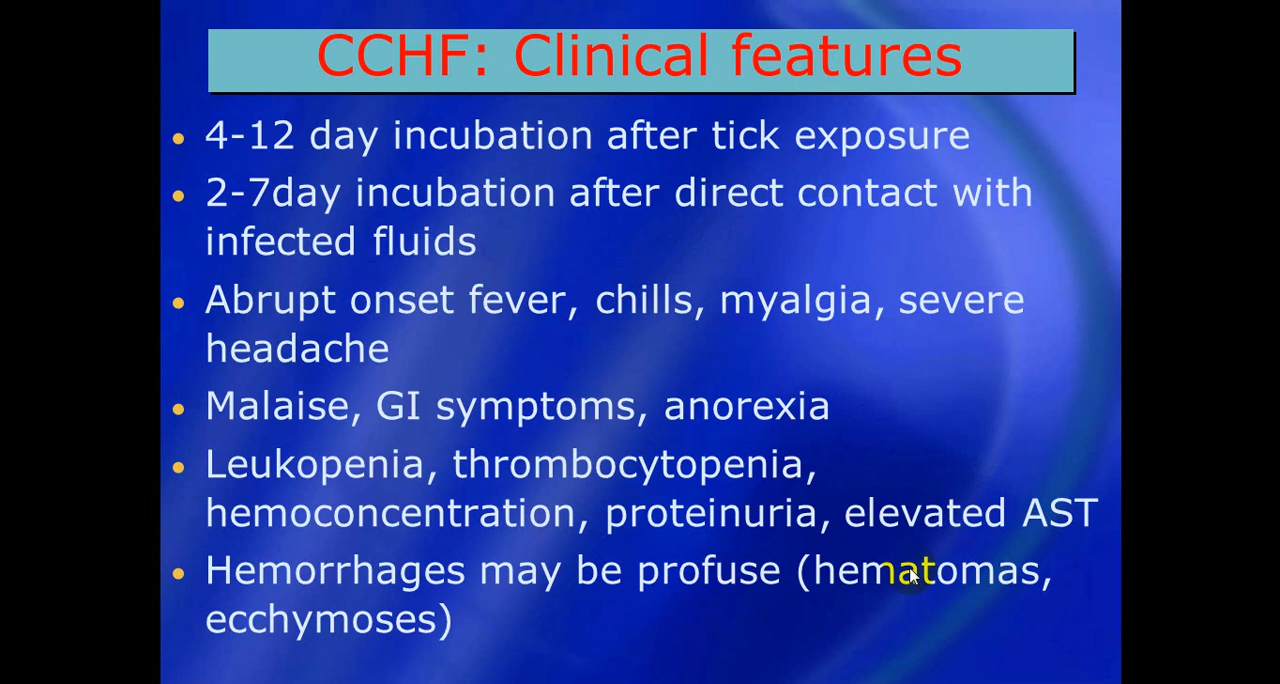 CCHF: Clinical features
• 4-12 day incubation after tick exposure
• 2-7day incubation after direct contact with
infected fluids
• Abrupt onset fever, chills, myalgia, severe
headache
• Malaise, GI symptoms, anorexia
• Leukopenia, thrombocytopenia,
hemoconcentration, proteinuria, elevated AST
• Hemorrhages may be profuse (hematomas,
ecchymoses)